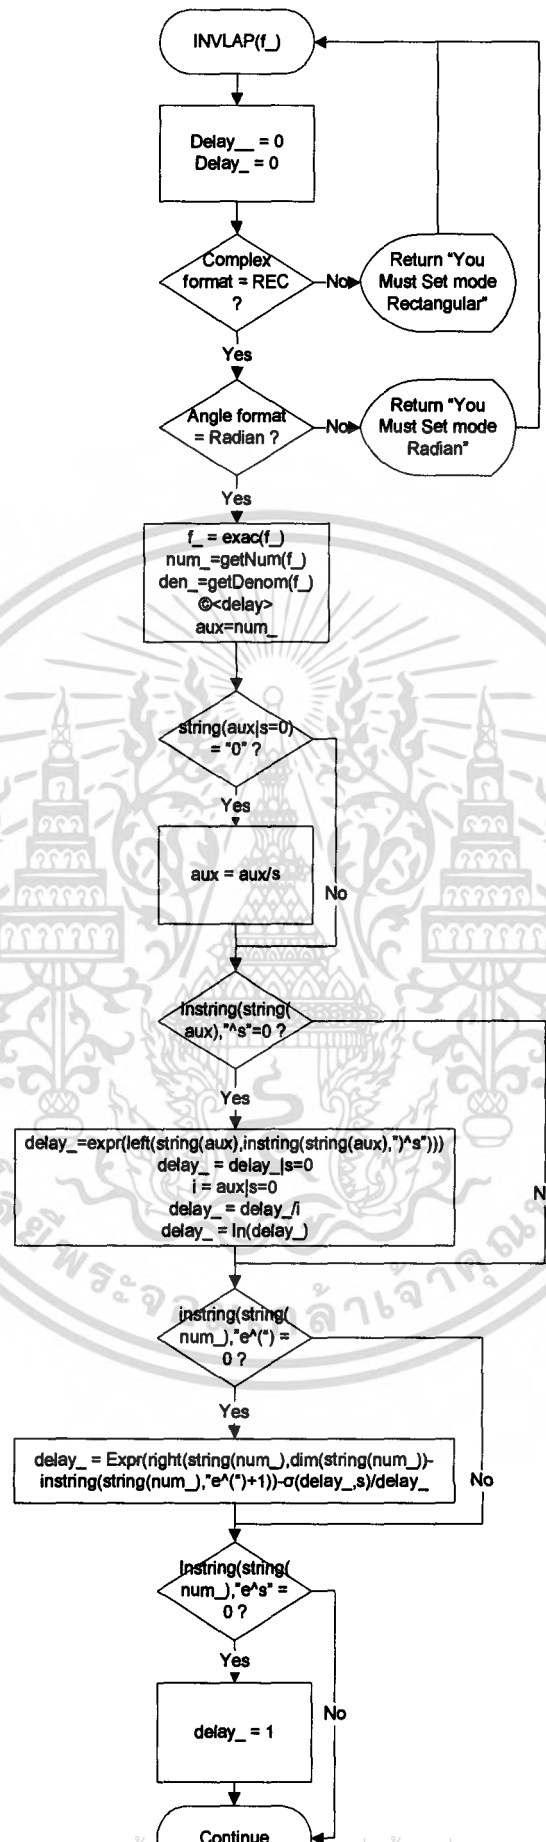 INVLAP(f_)
Delay__ = 0
Delay_ = 0
Complex
format = REC
?
No
Return "You
Must Set mode
Rectangular"
Yes
Angle format
= Radian ?
No
Return "You
Must Set mode
Radian"
Yes
f_ = exac(f_)
num_=getNum(f_)
den_=getDenom(f_)
©<delay>
aux=num_
string(aux|s=0)
= "0" ?
Yes
aux = aux/s
No
Instring(string(
aux),"^s"=0 ?
Yes
delay_=expr(left(string(aux),instring(string(aux),")^s")))
delay_ = delay_|s=0
i = aux|s=0
delay_ = delay_/i
delay_ = ln(delay_)
N
instring(string(
num_),"e^(") =
0 ?
Yes
delay_ = Expr(right(string(num_),dim(string(num_))-
instring(string(num_),"e^(")+1))-σ(delay_,s)/delay_
No
Instring(string(
num_),"e^s" =
0 ?
Yes
delay_ = 1
No
Continue